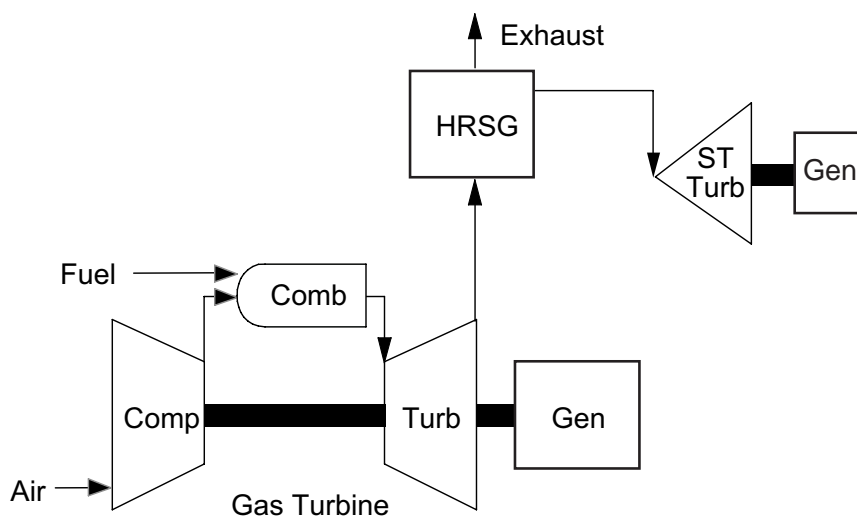 Exhaust
HRSG
ST
Turb
Gen
Fuel
Comb
Comp
Turb
Gen
Air
Gas Turbine